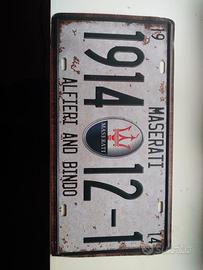 19 MASERATI 14
1914 MASERATI 12-1
ALFIERI AND BINDO